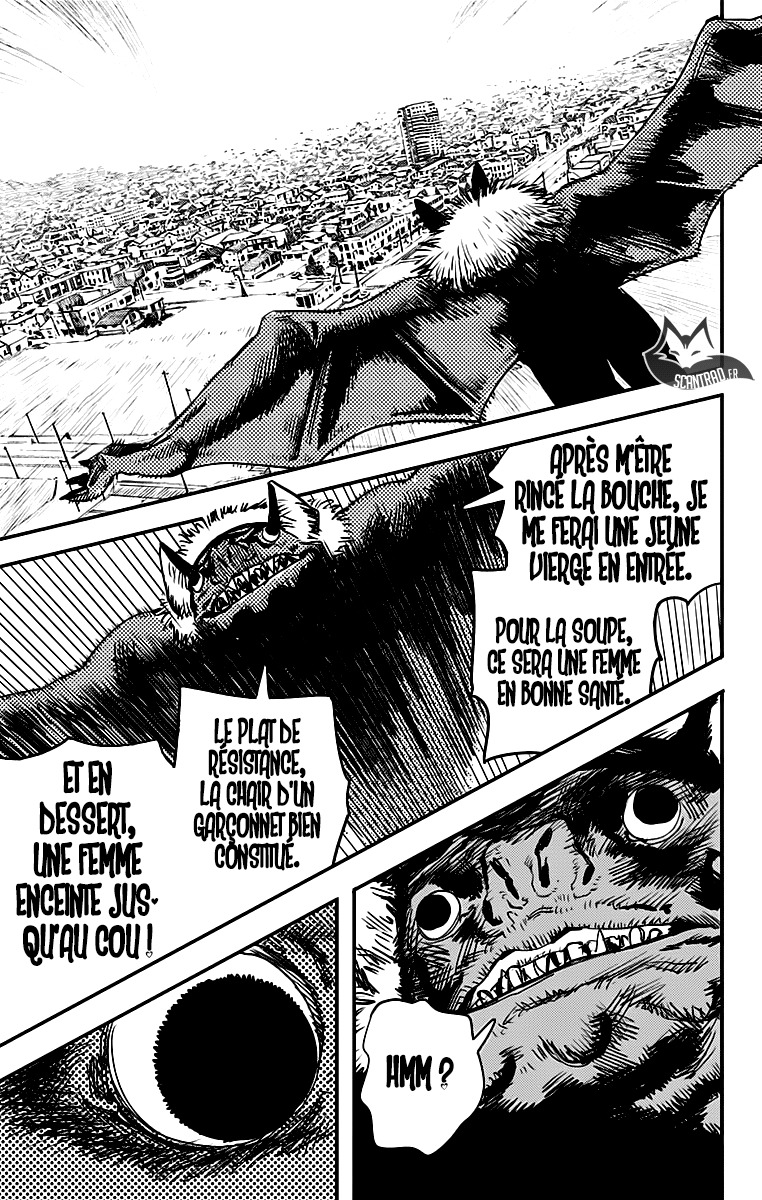 SCANTRAD.FR
APRÈS M'ÊTRE
RINCÉ LA BOUCHE, JE
ME FERAI UNE JEUNE
VIERGE EN ENTRÉE.
POUR LA SOUPE,
CE SERA UNE FEMME
EN BONNE SANTÉ.
LE PLAT DE
RÉSISTANCE,
LA CHAIR D'UN
GARÇONNET BIEN
CONSTITUÉ.
ET EN
DESSERT,
UNE FEMME
ENCEINTE JUS-
QU'AU COU !
HMM ?